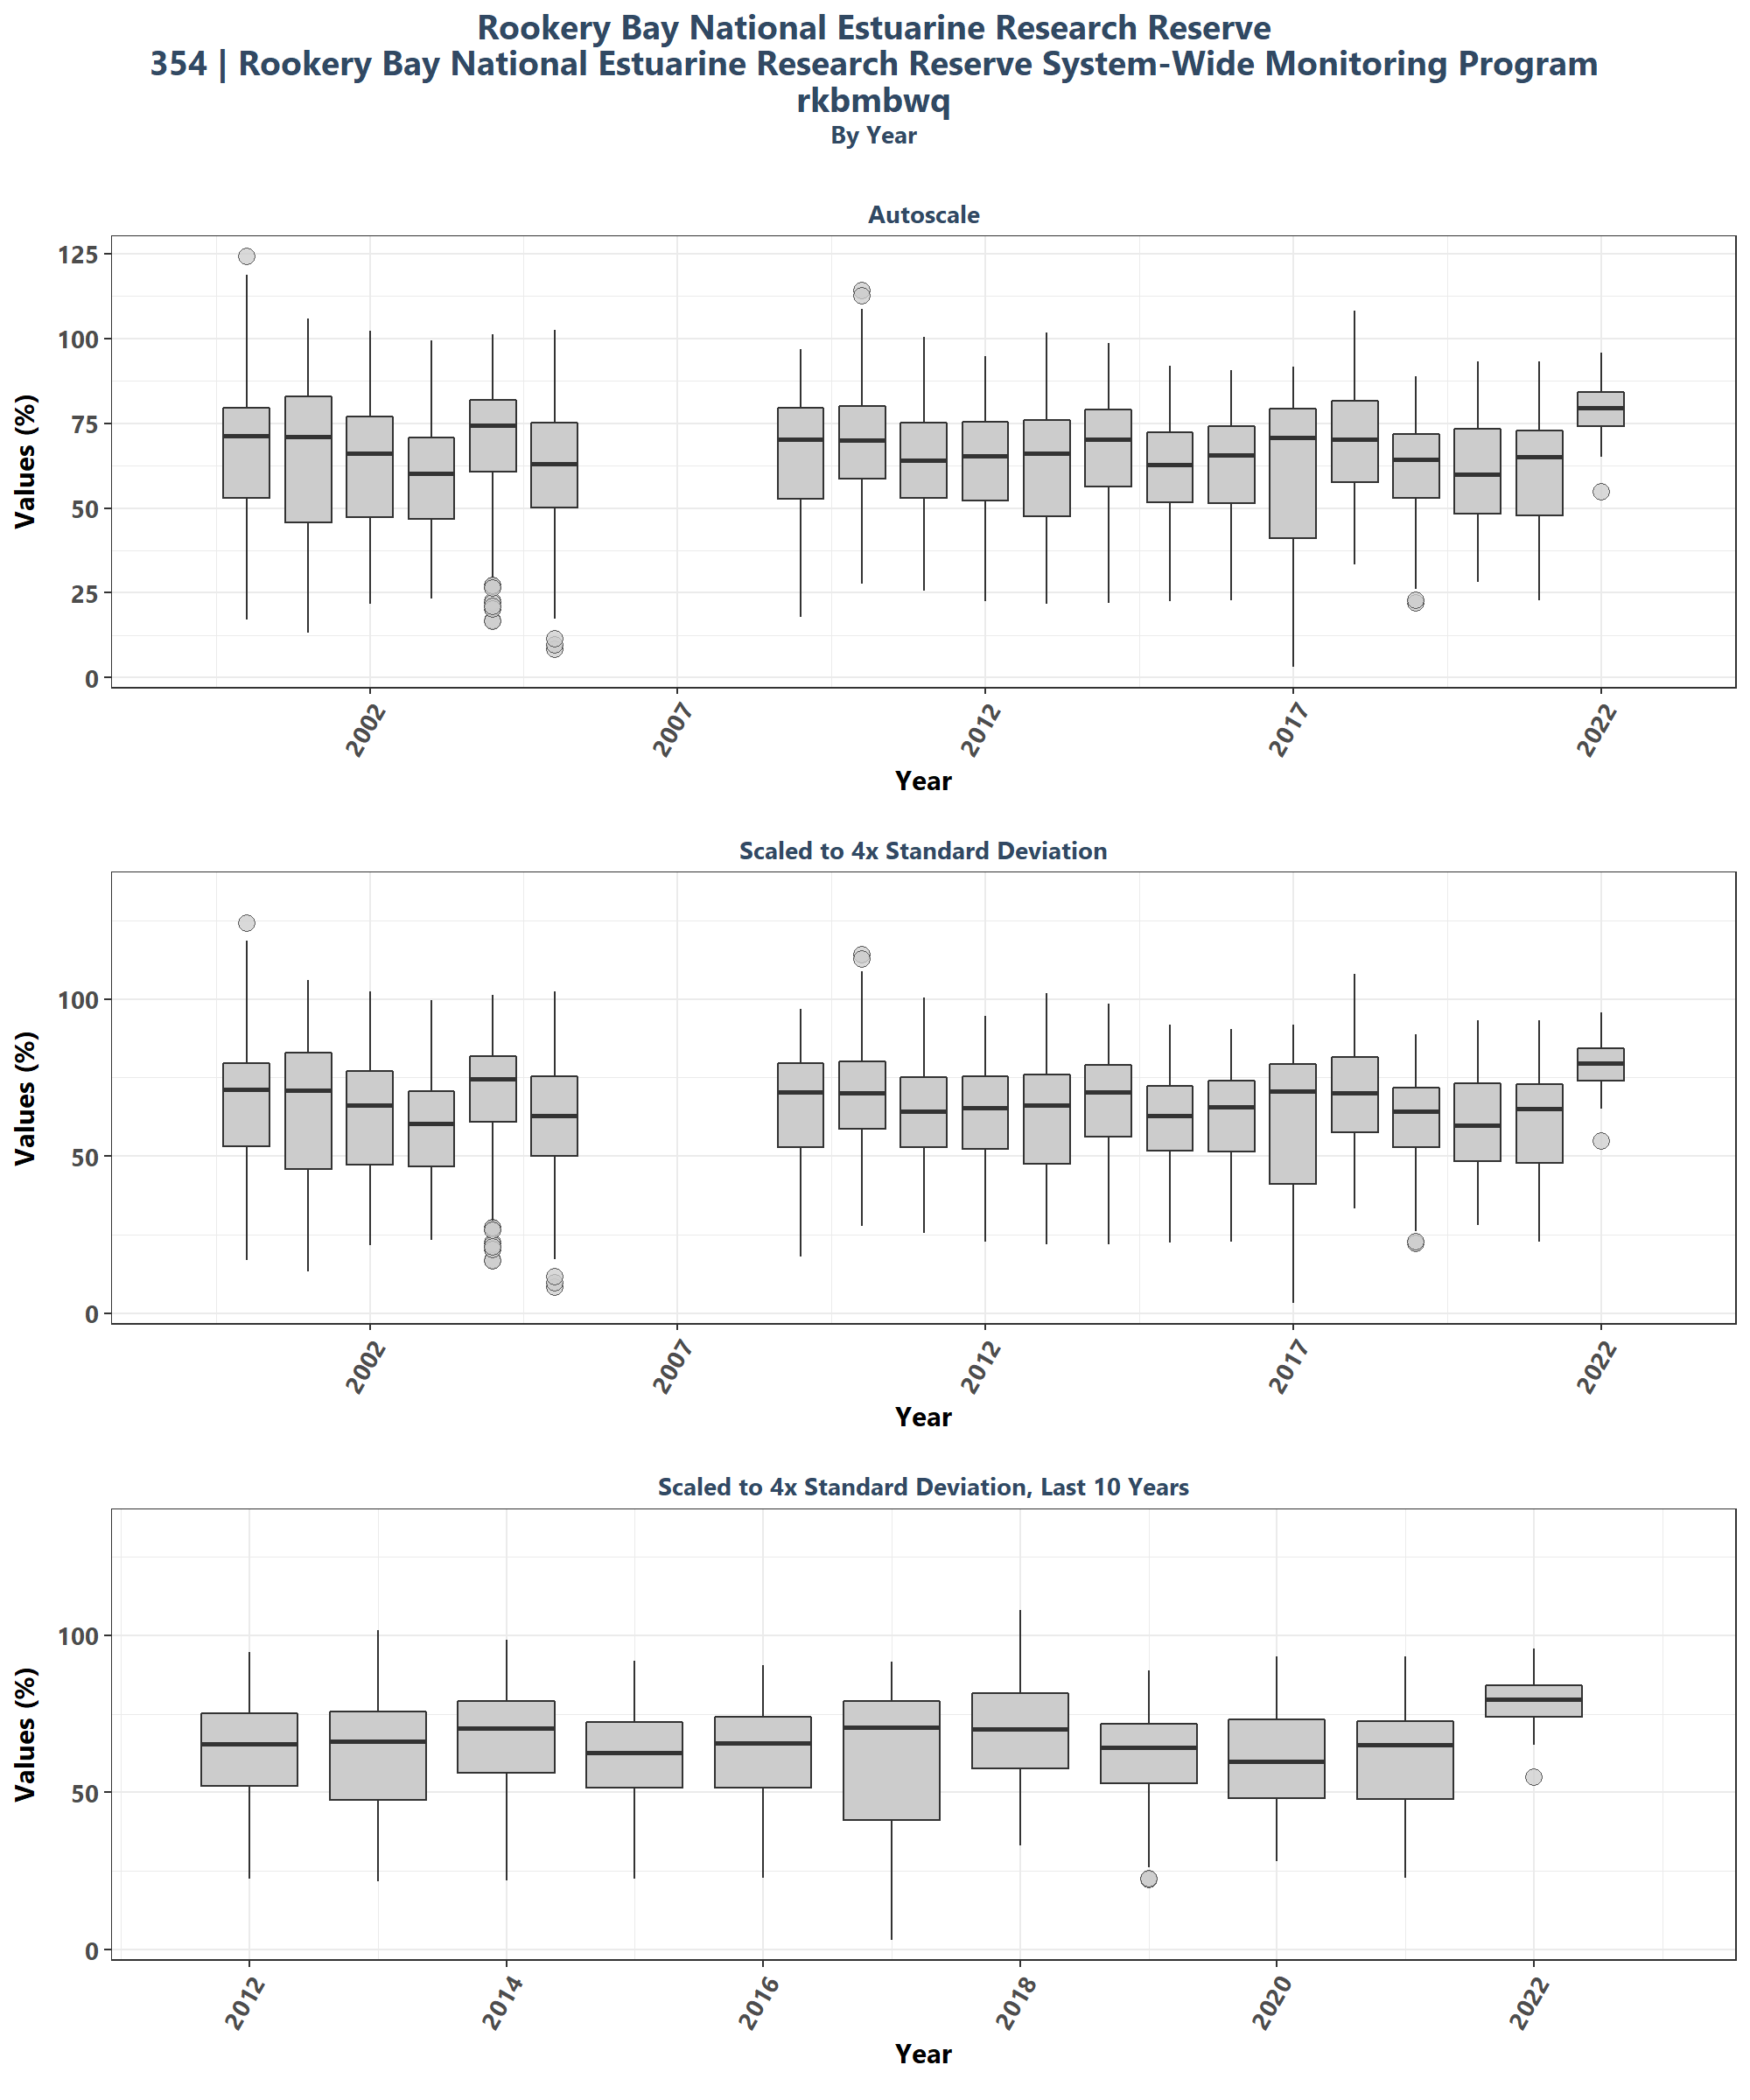 Rookery Bay National Estuarine Research Reserve
354 | Rookery Bay National Estuarine Research Reserve System-Wide Monitoring Program
rkbmbwq
By Year
Autoscale
Values (%)
125
100
75
50
25
0
2002
2007
2012
2017
2022
Year
Scaled to 4x Standard Deviation
Values (%)
100
50
0
2002
2007
2012
2017
2022
Year
Scaled to 4x Standard Deviation, Last 10 Years
Values (%)
100
50
0
2012
2014
2016
2018
2020
2022
Year